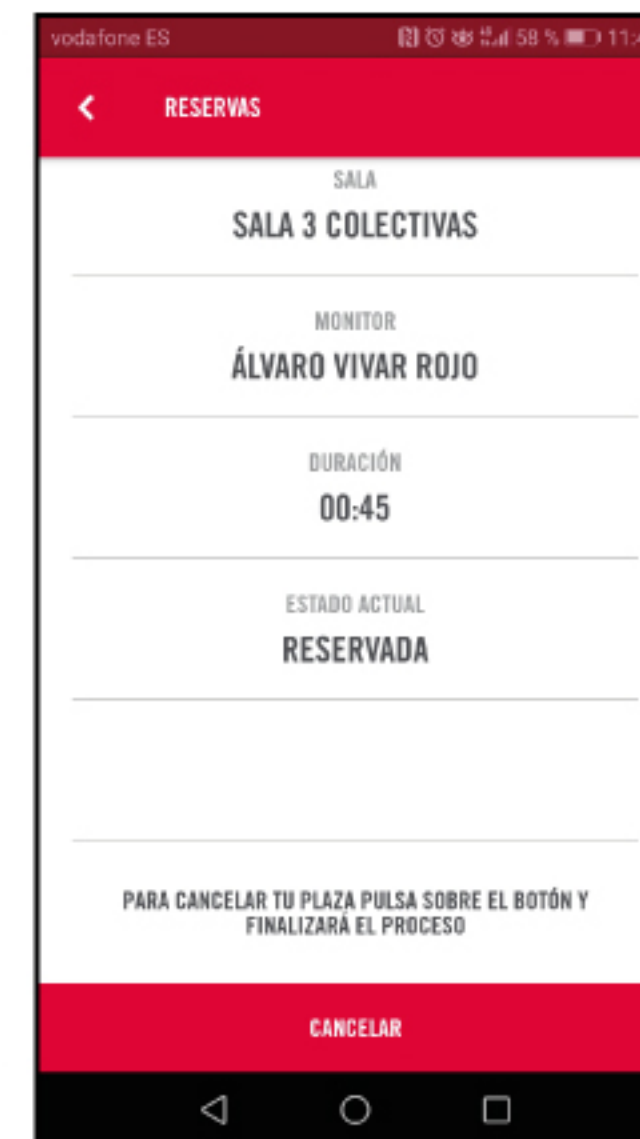 vodafone ES 58 %
RESERVAS
SALA
SALA 3 COLECTIVAS
MONITOR
ÁLVARO VIVAR ROJO
DURACIÓN
00:45
ESTADO ACTUAL
RESERVADA
PARA CANCELAR TU PLAZA PULSA SOBRE EL BOTÓN Y
FINALIZARÁ EL PROCESO
CANCELAR